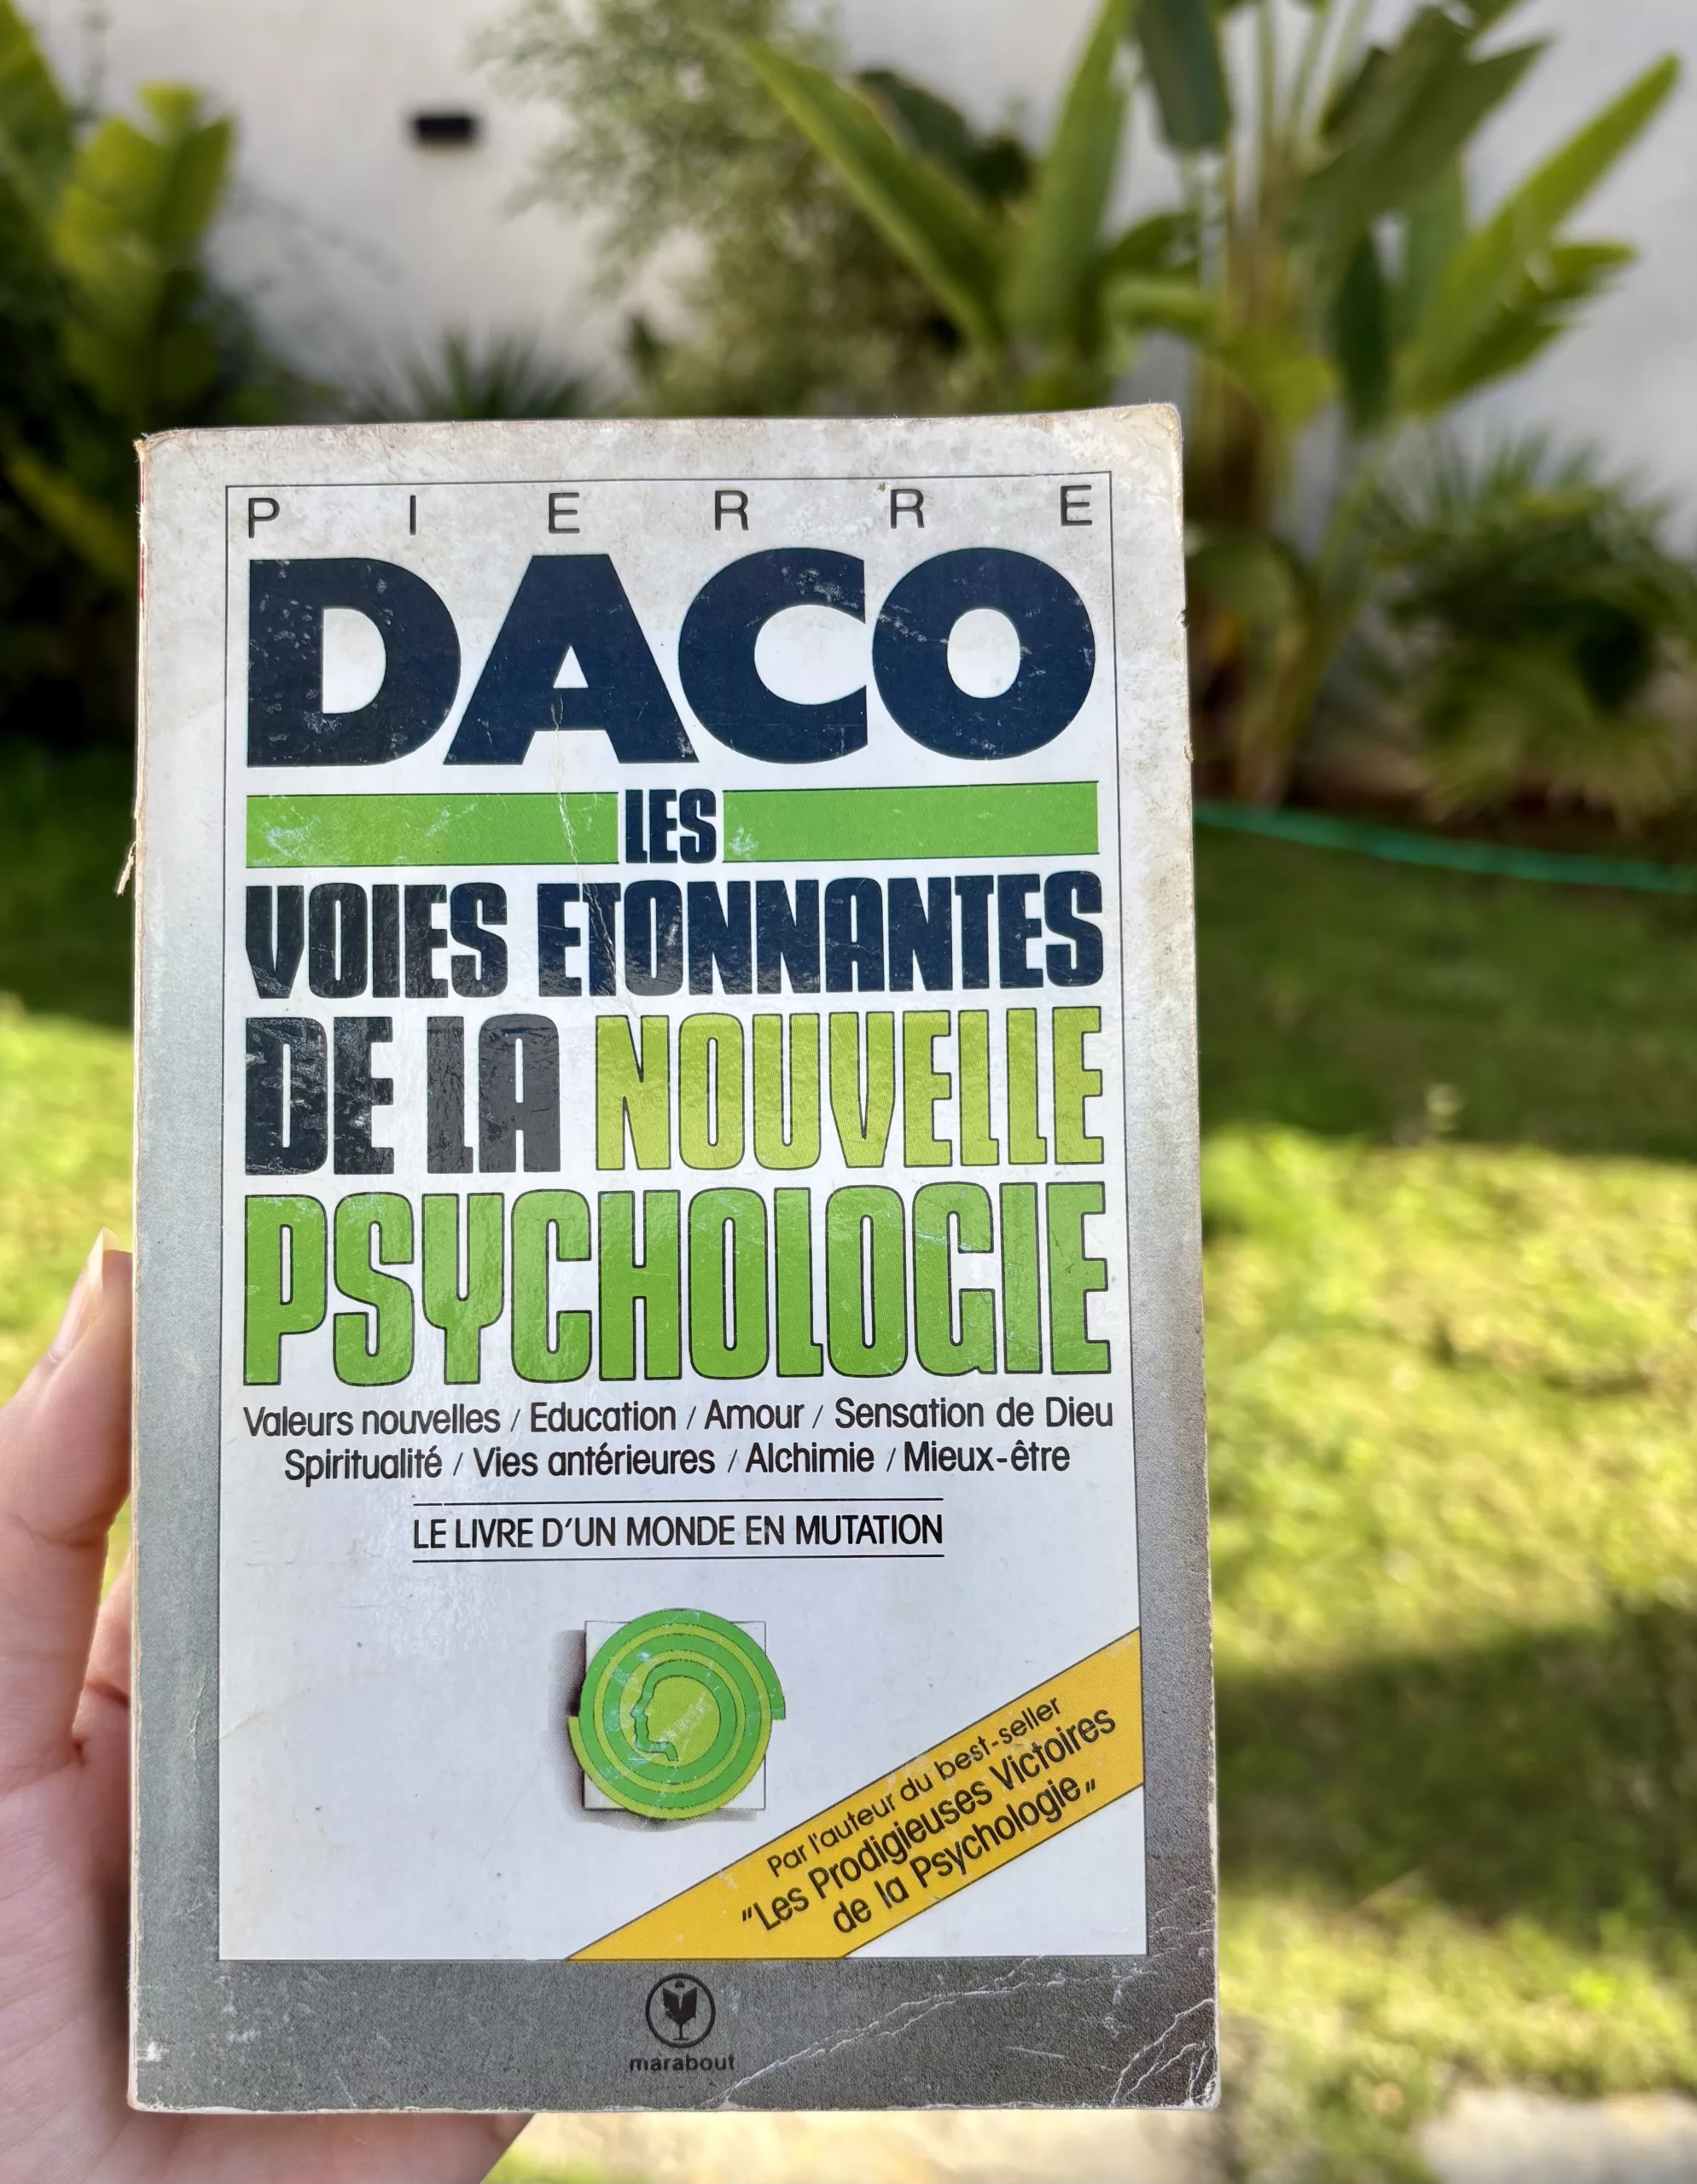 PIERRE
DACO
LES
VOIES ETONNANTES
DE LA NOUVELLE
PSYCHOLOGIE
Valeurs nouvelles / Education / Amour / Sensation de Dieu
Spiritualité / Vies antérieures / Alchimie / Mieux-être
LE LIVRE D'UN MONDE EN MUTATION
Par l'auteur du best-seller
"Les Prodigieuses Victoires
de la Psychologie"
marabout